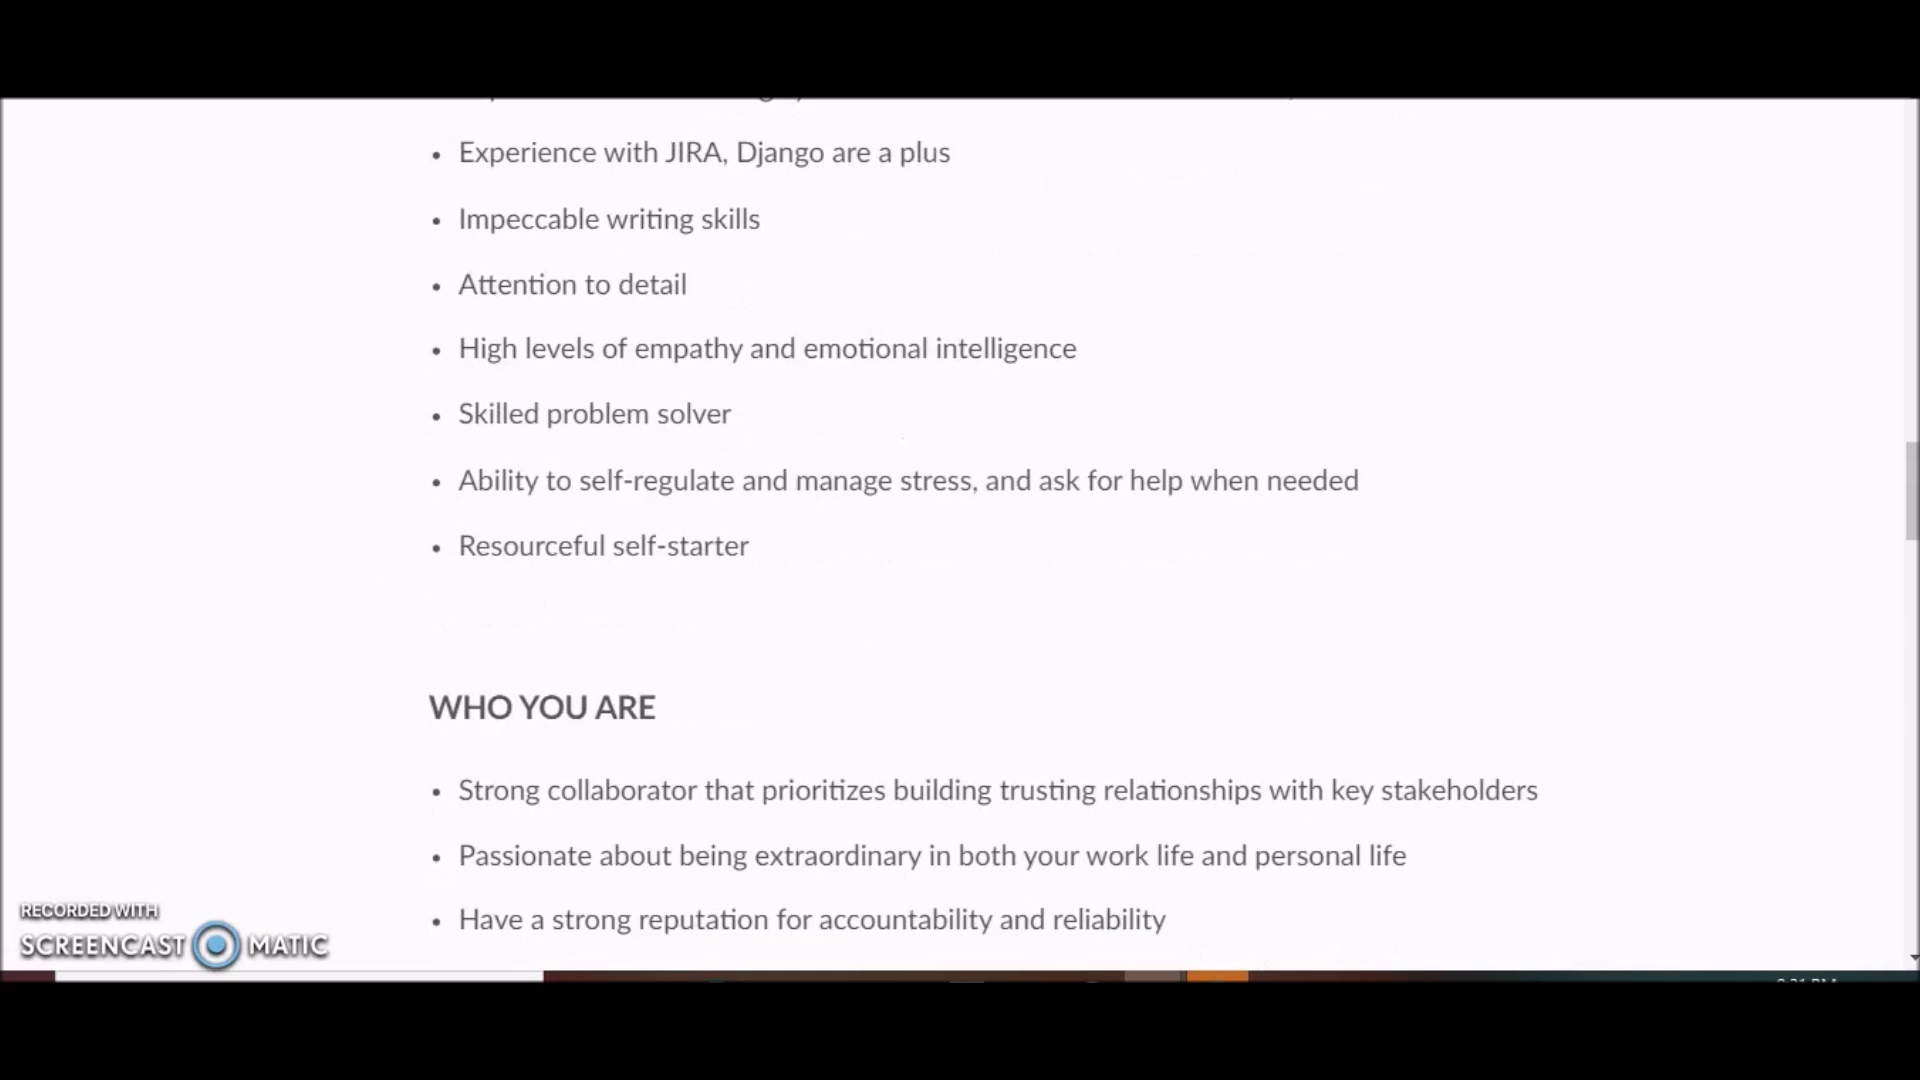 Experience with JIRA, Django are a plus
Impeccable writing skills
Attention to detail
High levels of empathy and emotional intelligence
Skilled problem solver
Ability to self-regulate and manage stress, and ask for help when needed
Resourceful self-starter
WHO YOU ARE
Strong collaborator that prioritizes building trusting relationships with key stakeholders
Passionate about being extraordinary in both your work life and personal life
Have a strong reputation for accountability and reliability
RECORDED WITH
SCREENCAST MATIC